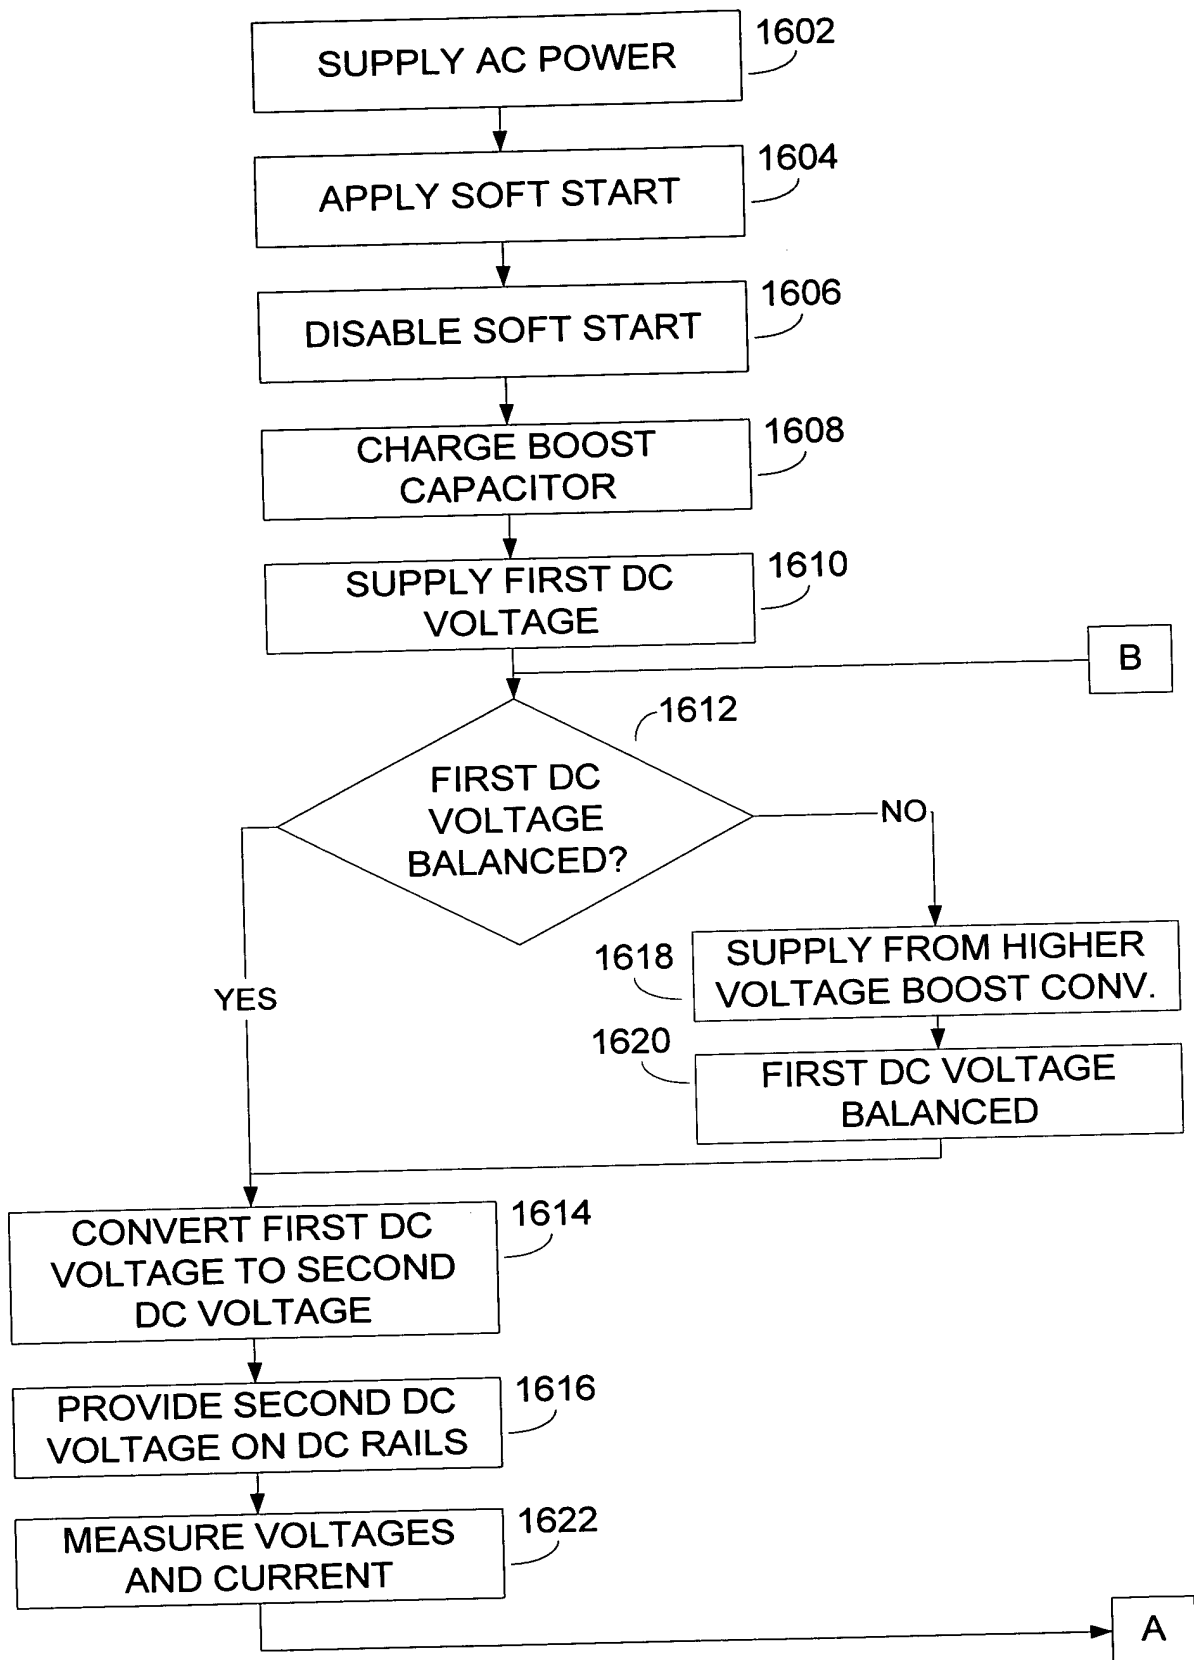 SUPPLY AC POWER
1602
APPLY SOFT START
1604
DISABLE SOFT START
1606
CHARGE BOOST
CAPACITOR
1608
SUPPLY FIRST DC
VOLTAGE
1610
B
1612
FIRST DC
VOLTAGE
BALANCED?
NO
YES
1618
SUPPLY FROM HIGHER
VOLTAGE BOOST CONV.
1620
FIRST DC VOLTAGE
BALANCED
CONVERT FIRST DC
VOLTAGE TO SECOND
DC VOLTAGE
1614
PROVIDE SECOND DC
VOLTAGE ON DC RAILS
1616
MEASURE VOLTAGES
AND CURRENT
1622
A